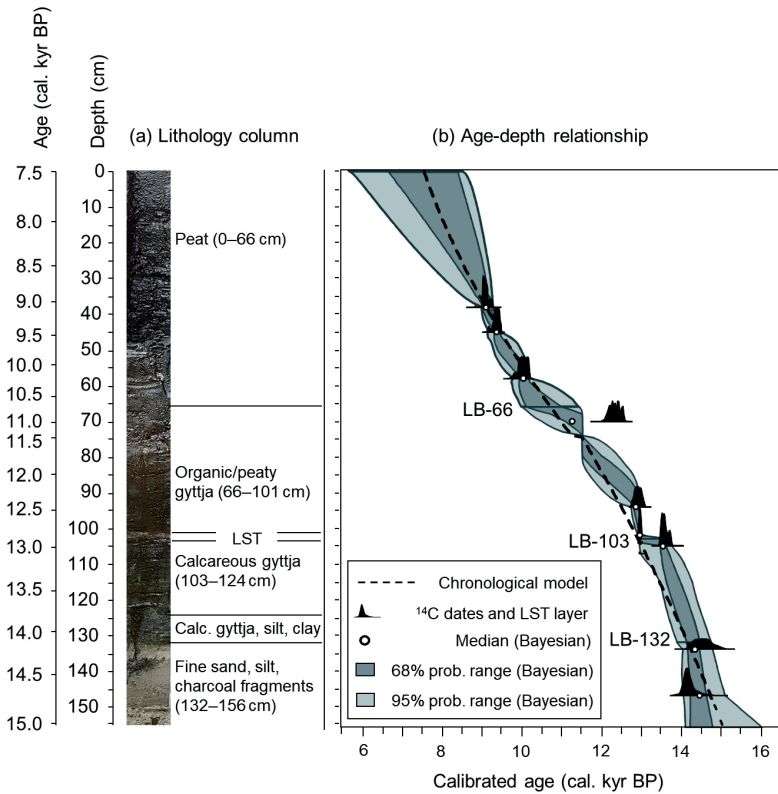 Age (cal. kyr BP)
Depth (cm)
(a) Lithology column
(b) Age-depth relationship
7.5
8.0
8.5
9.0
9.5
10.0
10.5
11.0
11.5
12.0
12.5
13.0
13.5
14.0
14.5
15.0
0
10
20
30
40
50
60
70
80
90
100
110
120
130
140
150
Peat (0–66 cm)
Organic/peaty
gyttja (66–101 cm)
LST
Calcareous gyttja
(103–124 cm)
Calc. gyttja, silt, clay
Fine sand, silt,
charcoal fragments
(132–156 cm)
LB-66
LB-103
LB-132
Chronological model
¹⁴C dates and LST layer
Median (Bayesian)
68% prob. range (Bayesian)
95% prob. range (Bayesian)
6
8
10
12
14
16
Calibrated age (cal. kyr BP)